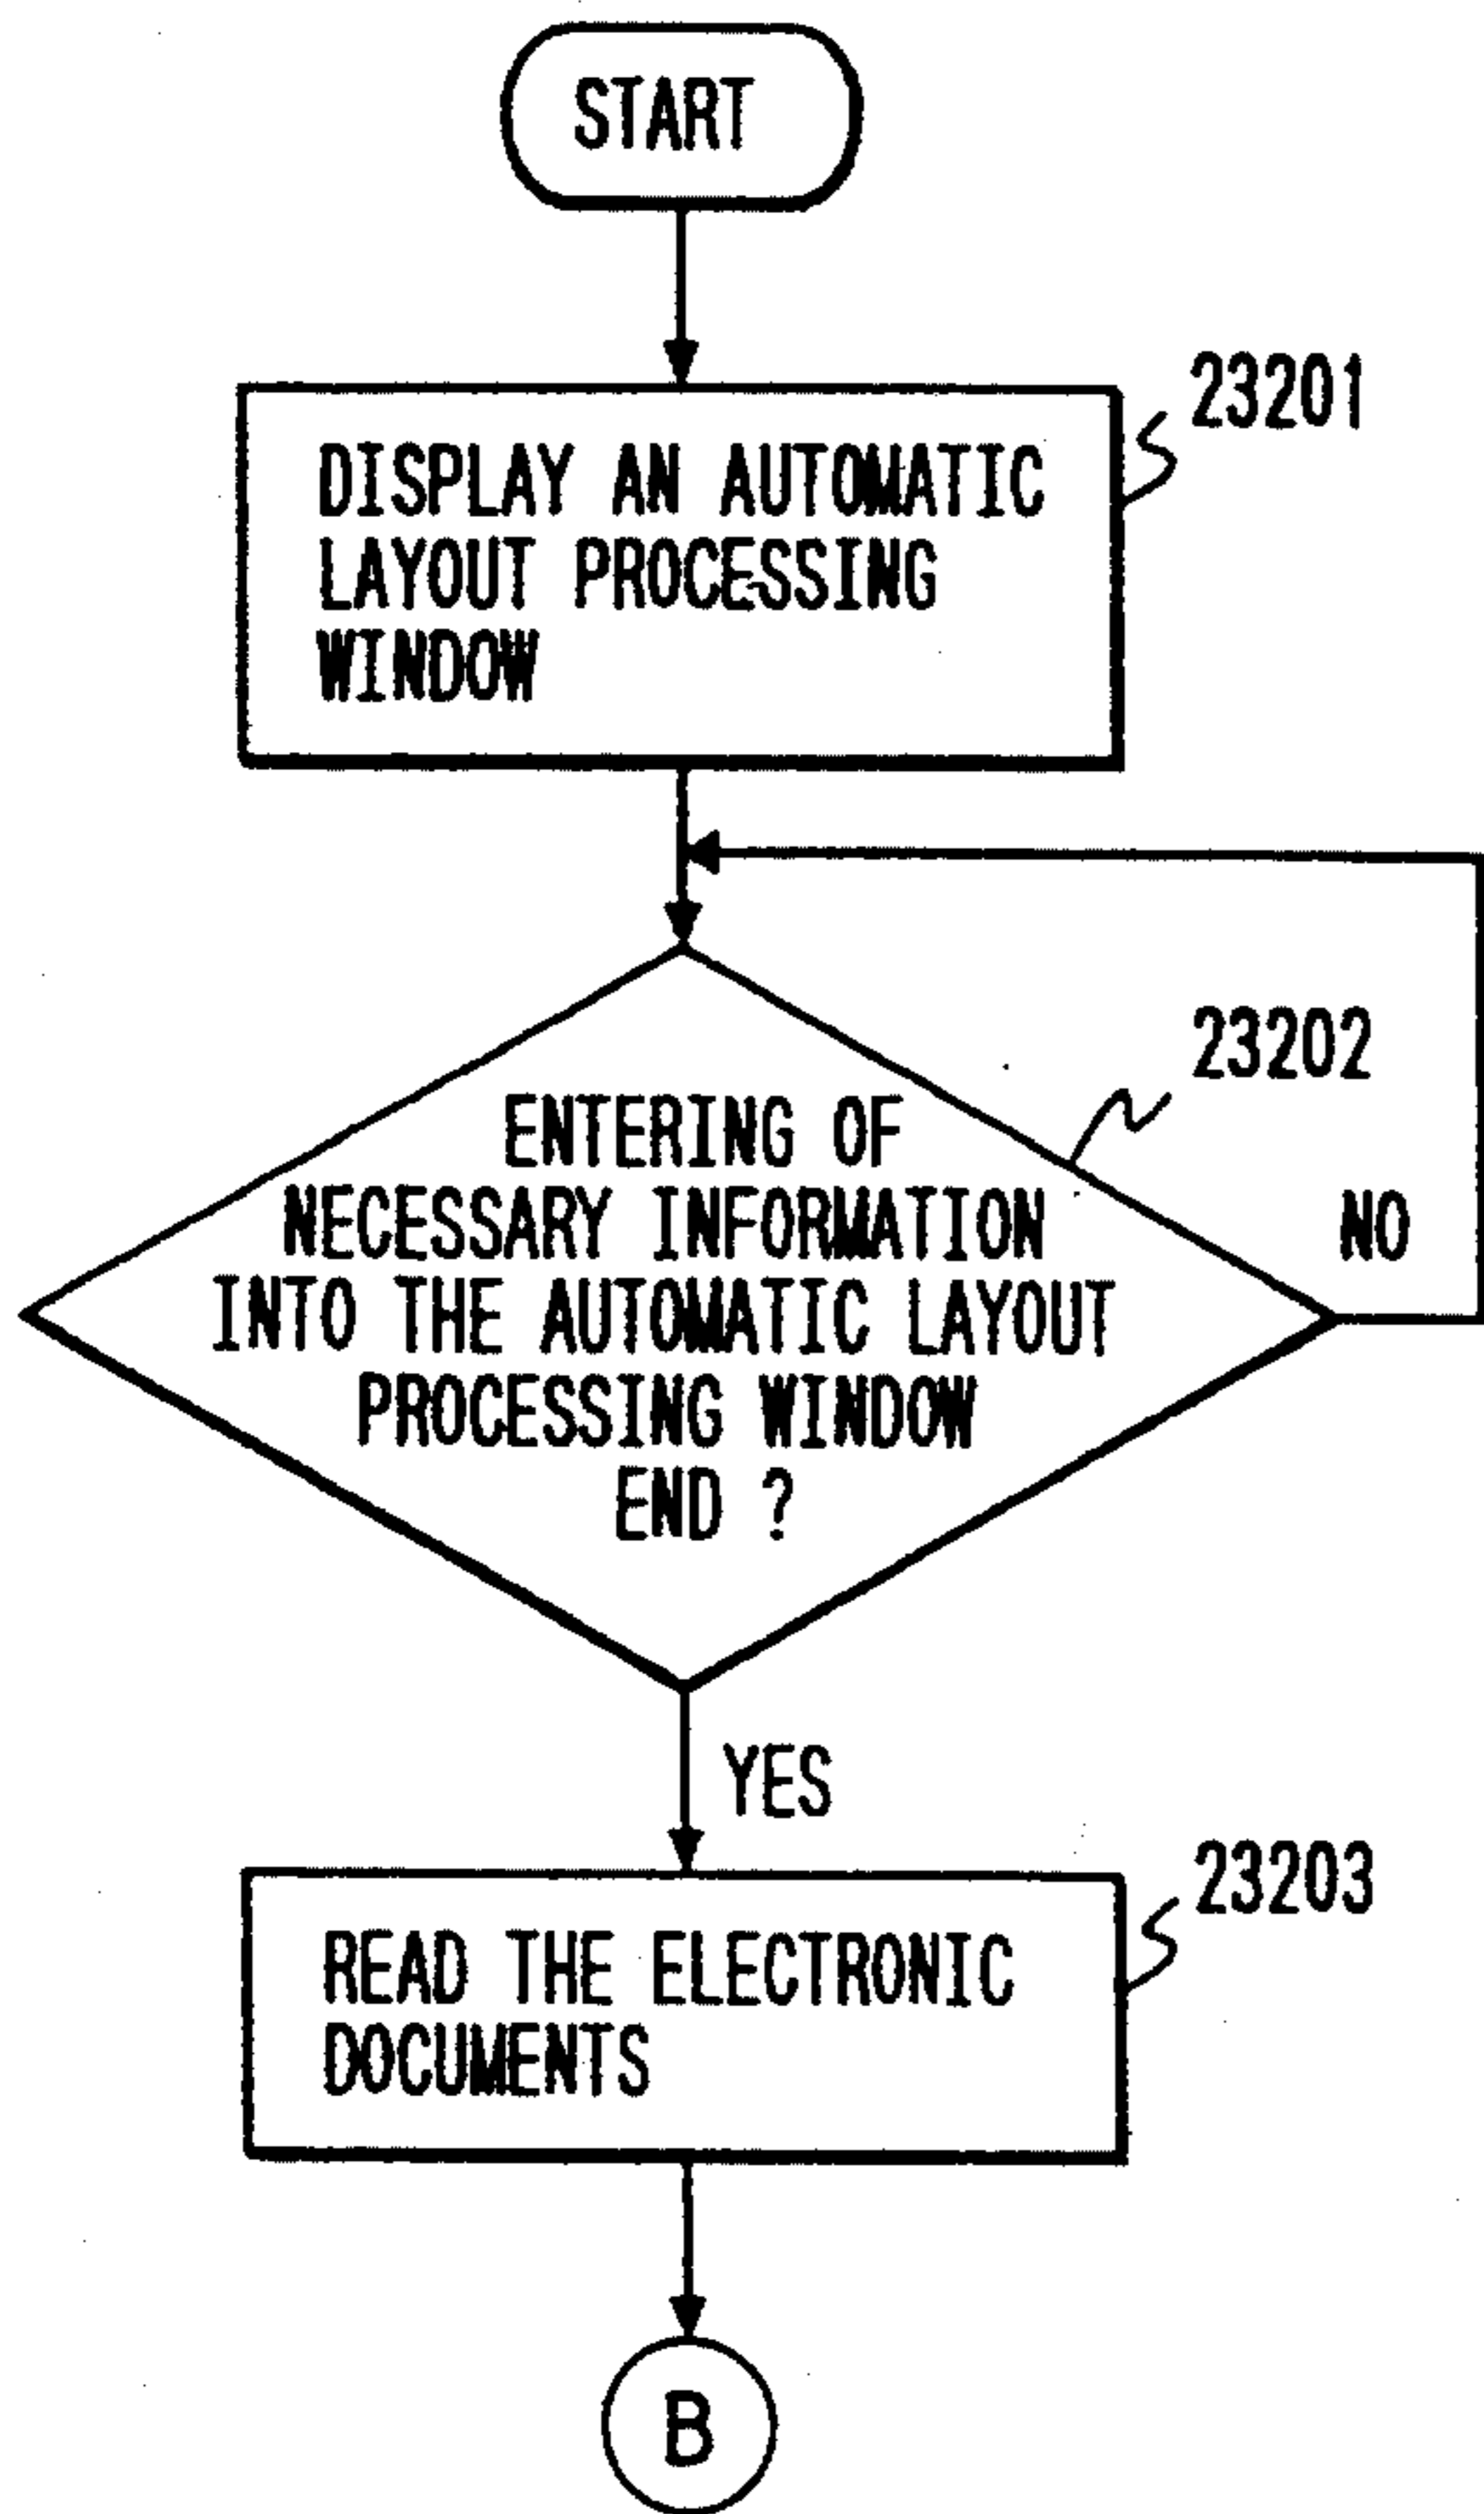 START
23201
DISPLAY AN AUTOMATIC
LAYOUT PROCESSING
WINDOW
23202
ENTERING OF
NECESSARY INFORMATION
INTO THE AUTOMATIC LAYOUT
PROCESSING WINDOW
END ?
NO
YES
23203
READ THE ELECTRONIC
DOCUMENTS
B